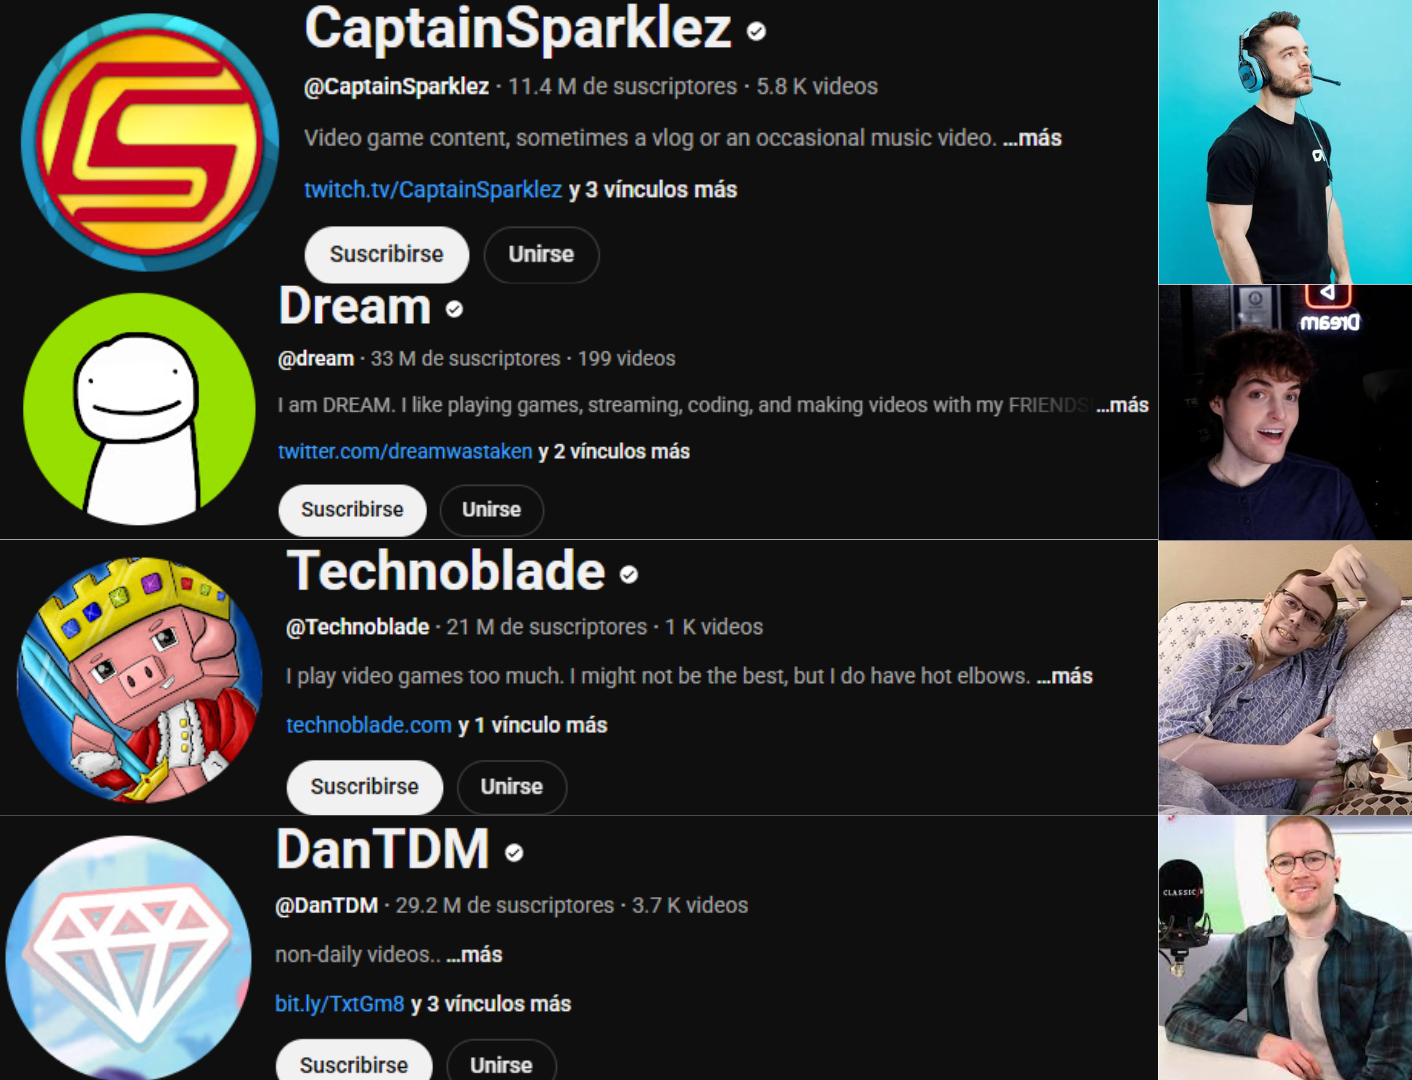 CaptainSparklez
@CaptainSparklez · 11.4 M de suscriptores · 5.8 K videos
Video game content, sometimes a vlog or an occasional music video. ...más
twitch.tv/CaptainSparklez y 3 vínculos más
Suscribirse Unirse
Dream
Dream
@dream · 33 M de suscriptores · 199 videos
I am DREAM. I like playing games, streaming, coding, and making videos with my FRIENDS! ...más
twitter.com/dreamwastaken y 2 vínculos más
Suscribirse Unirse
Technoblade
@Technoblade · 21 M de suscriptores · 1 K videos
I play video games too much. I might not be the best, but I do have hot elbows. ...más
technoblade.com y 1 vínculo más
Suscribirse Unirse
DanTDM
@DanTDM · 29.2 M de suscriptores · 3.7 K videos
CLASSIC
non-daily videos.. ...más
bit.ly/TxtGm8 y 3 vínculos más
Suscribirse Unirse